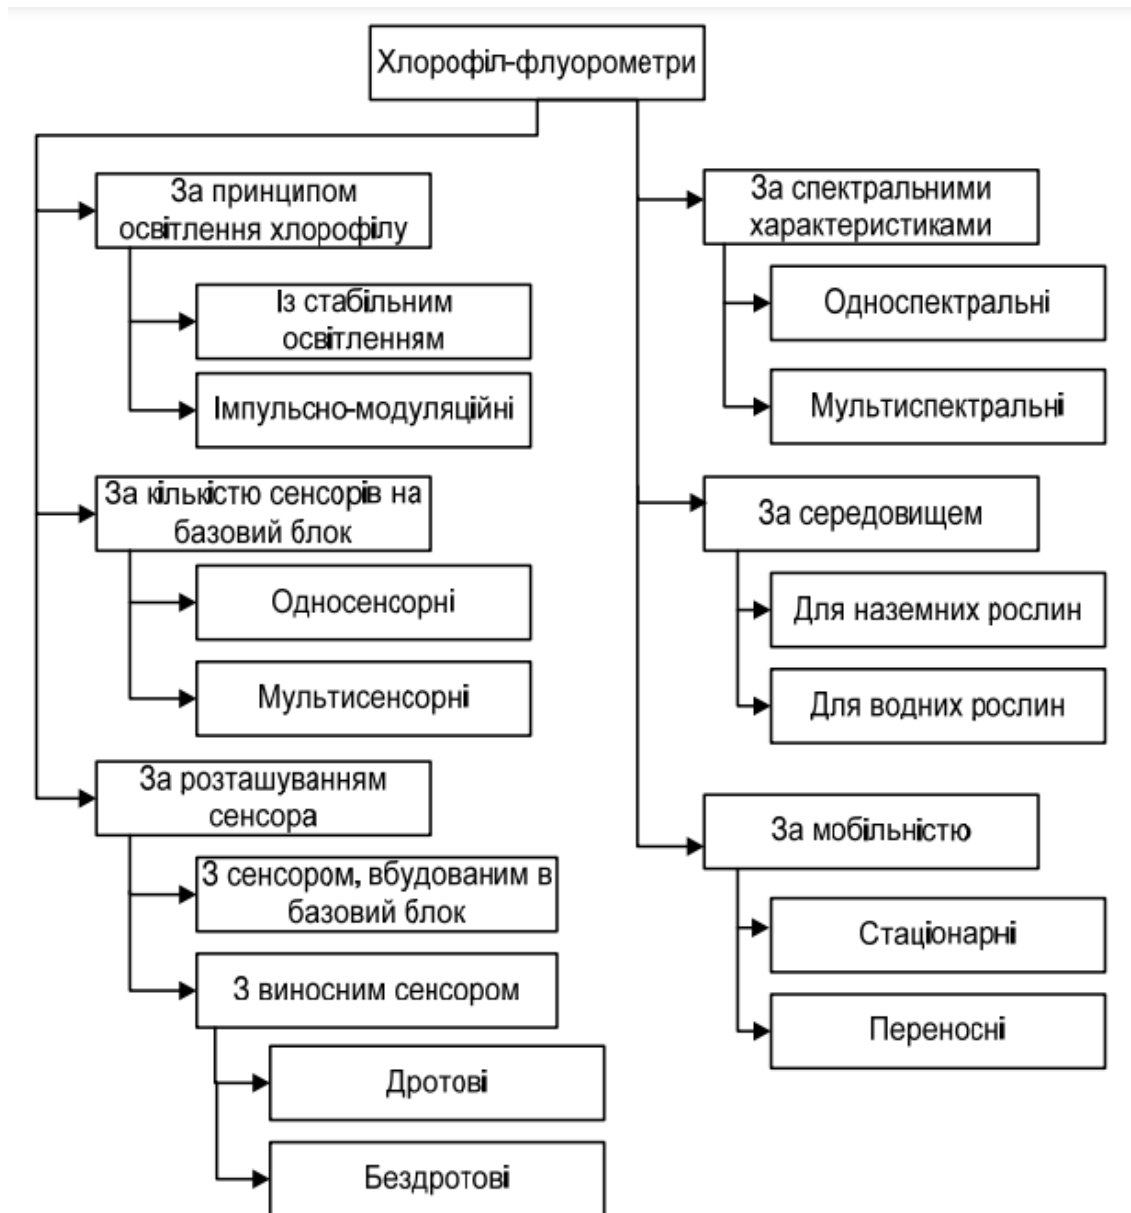 Хлорофіл-флуорометри
За принципом
освітлення хлорофілу
Із стабільним
освітленням
Імпульсно-модуляційні
За кількістю сенсорів на
базовий блок
Односенсорні
Мультисенсорні
За розташуванням
сенсора
З сенсором, вбудованим в
базовий блок
З виносним сенсором
Дротові
Бездротові
За спектральними
характеристиками
Односпектральні
Мультиспектральні
За середовищем
Для наземних рослин
Для водних рослин
За мобільністю
Стаціонарні
Переносні